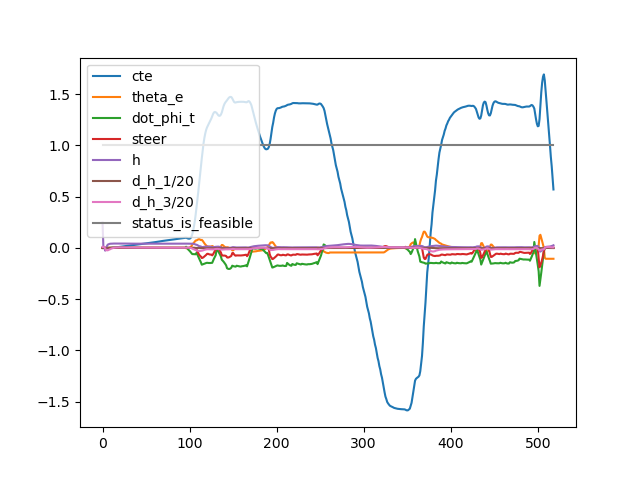 cte
theta_e
dot_phi_t
steer
h
d_h_1/20
d_h_3/20
status_is_feasible
1.5
1.0
0.5
0.0
−0.5
−1.0
−1.5
0 100 200 300 400 500